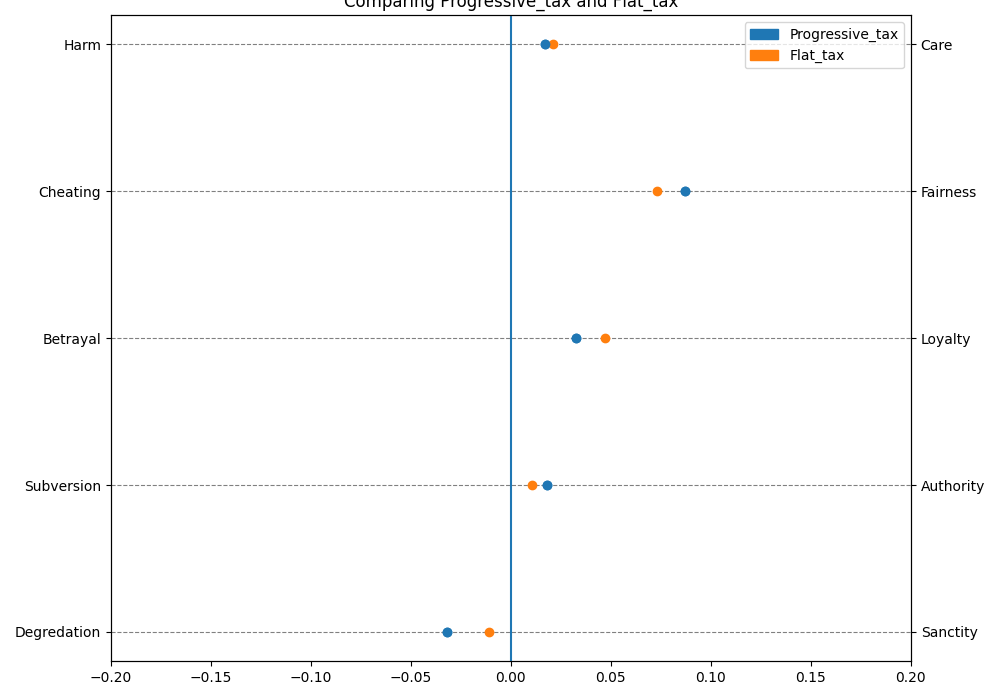 Comparing Progressive_tax and Flat_tax
Progressive_tax
Flat_tax
Harm
Care
Cheating
Fairness
Betrayal
Loyalty
Subversion
Authority
Degredation
Sanctity
−0.20 −0.15 −0.10 −0.05 0.00 0.05 0.10 0.15 0.20